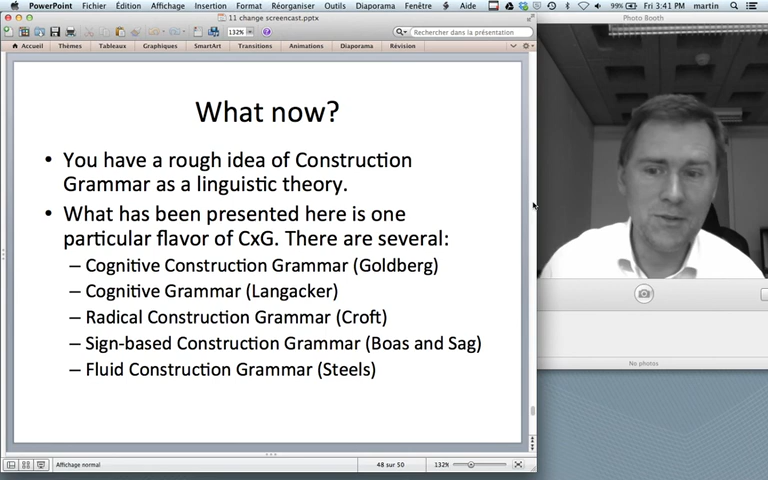 PowerPoint Fichier Édition Affichage Insertion Format Réorganiser Outils Diaporama Fenêtre Aide 99% Fri 3:41 PM martin
11 change screencast.pptx
Photo Booth
132%
Rechercher dans la présentation
Accueil Thèmes Tableaux Graphiques SmartArt Transitions Animations Diaporama Révision
What now?
• You have a rough idea of Construction
Grammar as a linguistic theory.
• What has been presented here is one
particular flavor of CxG. There are several:
– Cognitive Construction Grammar (Goldberg)
– Cognitive Grammar (Langacker)
– Radical Construction Grammar (Croft)
– Sign-based Construction Grammar (Boas and Sag)
– Fluid Construction Grammar (Steels)
No photos
Affichage normal
48 sur 50
132%